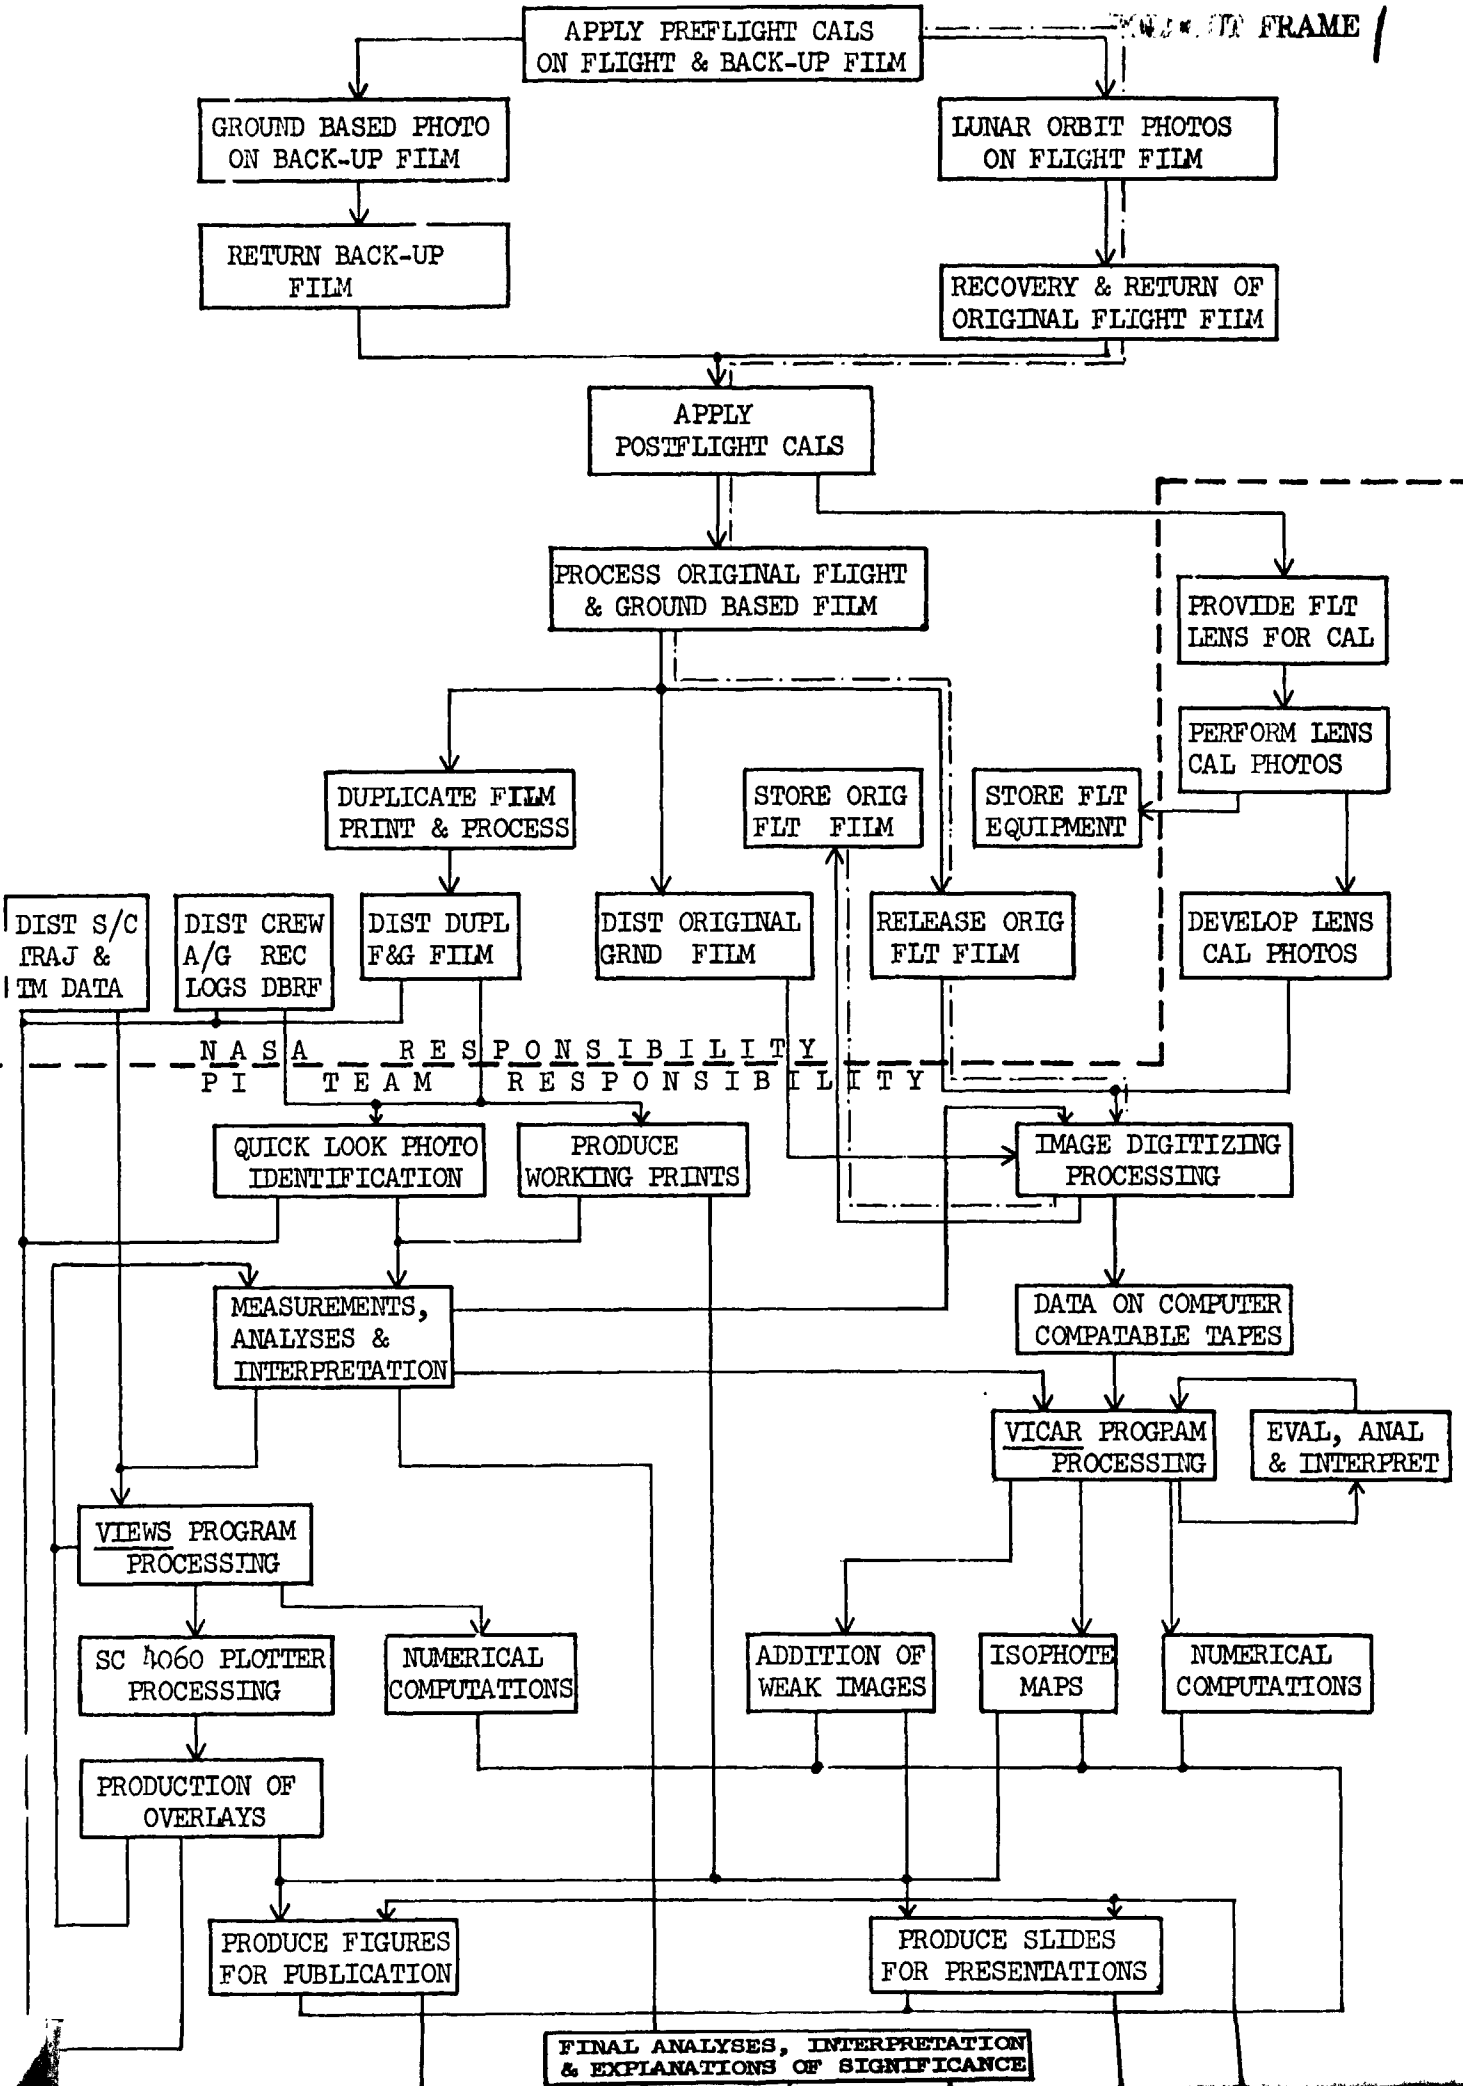 FRAME
APPLY PREFLIGHT CALS
ON FLIGHT & BACK-UP FILM
GROUND BASED PHOTO
ON BACK-UP FILM
LUNAR ORBIT PHOTOS
ON FLIGHT FILM
RETURN BACK-UP
FILM
RECOVERY & RETURN OF
ORIGINAL FLIGHT FILM
APPLY
POSTFLIGHT CALS
PROCESS ORIGINAL FLIGHT
& GROUND BASED FILM
PROVIDE FLT
LENS FOR CAL
PERFORM LENS
CAL PHOTOS
DUPLICATE FILM
PRINT & PROCESS
STORE ORIG
FLT FILM
STORE FLT
EQUIPMENT
DIST S/C
TRAJ &
TM DATA
DIST CREW
A/G REC
LOGS DBRF
DIST DUPL
F&G FILM
DIST ORIGINAL
GRND FILM
RELEASE ORIG
FLT FILM
DEVELOP LENS
CAL PHOTOS
NASA RESPONSIBILITY
PI TEAM RESPONSIBILITY
QUICK LOOK PHOTO
IDENTIFICATION
PRODUCE
WORKING PRINTS
IMAGE DIGITIZING
PROCESSING
MEASUREMENTS,
ANALYSES &
INTERPRETATION
DATA ON COMPUTER
COMPATABLE TAPES
VICAR PROGRAM
PROCESSING
EVAL, ANAL
& INTERPRET
VIEWS PROGRAM
PROCESSING
SC 4060 PLOTTER
PROCESSING
NUMERICAL
COMPUTATIONS
ADDITION OF
WEAK IMAGES
ISOPHOTE
MAPS
NUMERICAL
COMPUTATIONS
PRODUCTION OF
OVERLAYS
PRODUCE FIGURES
FOR PUBLICATION
PRODUCE SLIDES
FOR PRESENTATIONS
FINAL ANALYSES, INTERPRETATION
& EXPLANATIONS OF SIGNIFICANCE